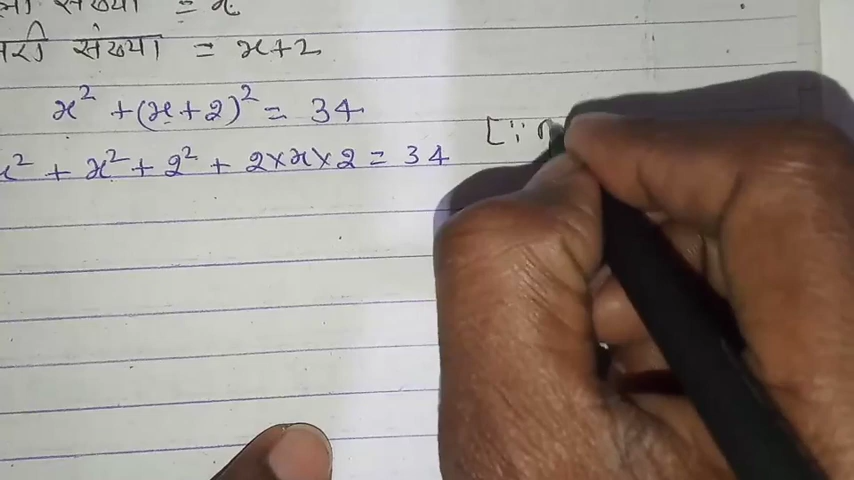 संख्या = x
संख्या = x+2
x² + (x+2)² = 34
x² + x² + 2² + 2×x×2 = 34 [∵